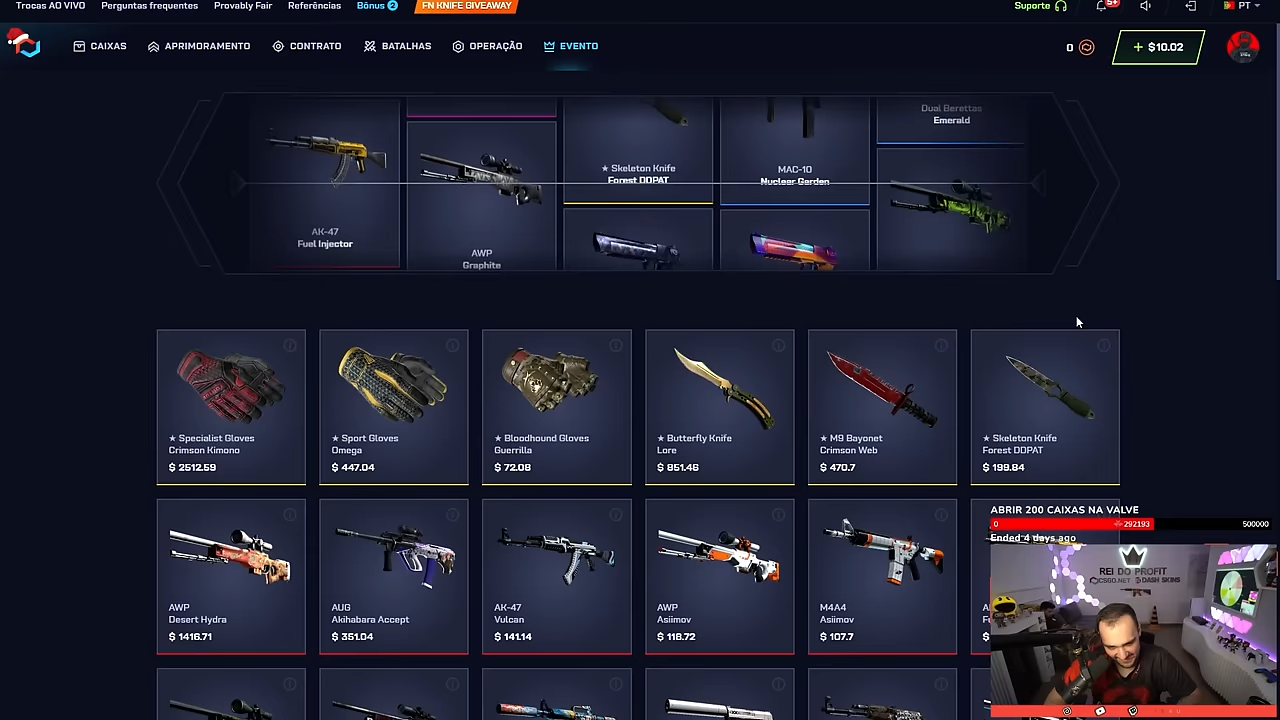 Trocas AO VIVO
Perguntas frequentes
Provably Fair
Referências
Bônus 2
FN KNIFE GIVEAWAY
Suporte
5+
PT
CAIXAS
APRIMORAMENTO
CONTRATO
BATALHAS
OPERAÇÃO
EVENTO
0
+ $10.02
AK-47
Fuel Injector
AWP
Graphite
★ Skeleton Knife
Forest DDPAT
MAC-10
Nuclear Garden
Dual Berettas
Emerald
★ Specialist Gloves
Crimson Kimono
$ 2512.59
★ Sport Gloves
Omega
$ 447.04
★ Bloodhound Gloves
Guerrilla
$ 72.08
★ Butterfly Knife
Lore
$ 851.46
★ M9 Bayonet
Crimson Web
$ 470.7
★ Skeleton Knife
Forest DDPAT
$ 199.84
AWP
Desert Hydra
$ 1416.71
AUG
Akihabara Accept
$ 351.04
AK-47
Vulcan
$ 141.14
AWP
Asiimov
$ 118.72
M4A4
Asiimov
$ 107.7
$
ABRIR 200 CAIXAS NA VALVE
0
292193
500000
Ended 4 days ago
REI DO PROFIT
CSGO.NET
DASH SKINS